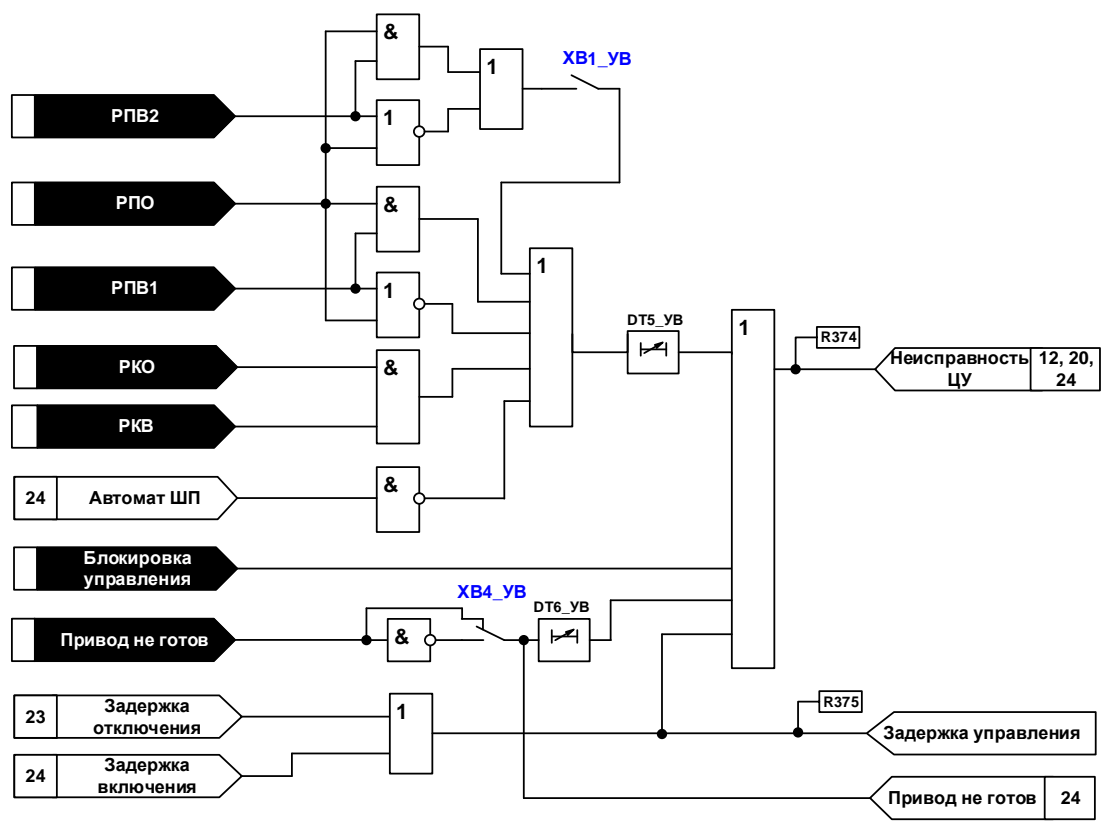 &
1
XB1_УВ
РПВ2
1
РПО
&
1
РПВ1
1
DT5_УВ
1
R374
Неисправность
ЦУ
12, 20,
24
РКО
&
РКВ
24
Автомат ШП
&
Блокировка
управления
XB4_УВ
DT6_УВ
Привод не готов
&
23
Задержка
отключения
1
R375
Задержка управления
24
Задержка
включения
Привод не готов
24